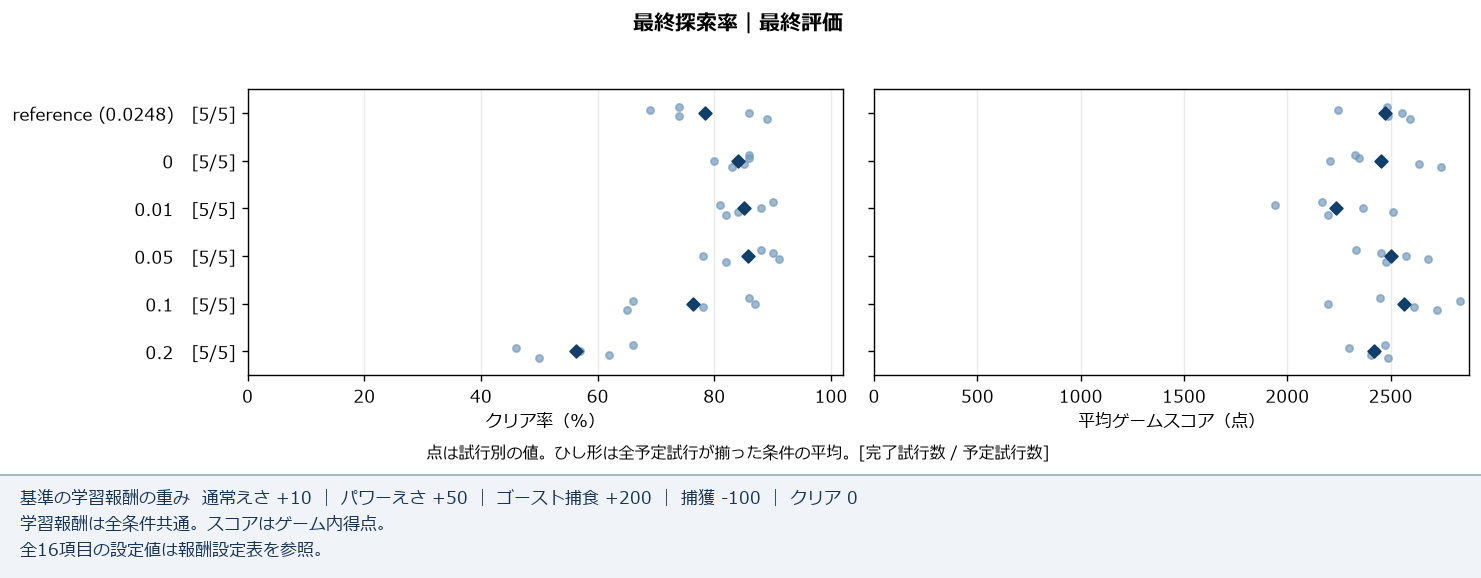 最終探索率｜最終評価
reference (0.0248) [5/5]
0 [5/5]
0.01 [5/5]
0.05 [5/5]
0.1 [5/5]
0.2 [5/5]
0 20 40 60 80 100
クリア率（%）
0 500 1000 1500 2000 2500
平均ゲームスコア（点）
点は試行別の値。ひし形は全予定試行が揃った条件の平均。[完了試行数 / 予定試行数]
基準の学習報酬の重み 通常えさ +10 ｜ パワーえさ +50 ｜ ゴースト捕食 +200 ｜ 捕獲 -100 ｜ クリア 0
学習報酬は全条件共通。スコアはゲーム内得点。
全16項目の設定値は報酬設定表を参照。